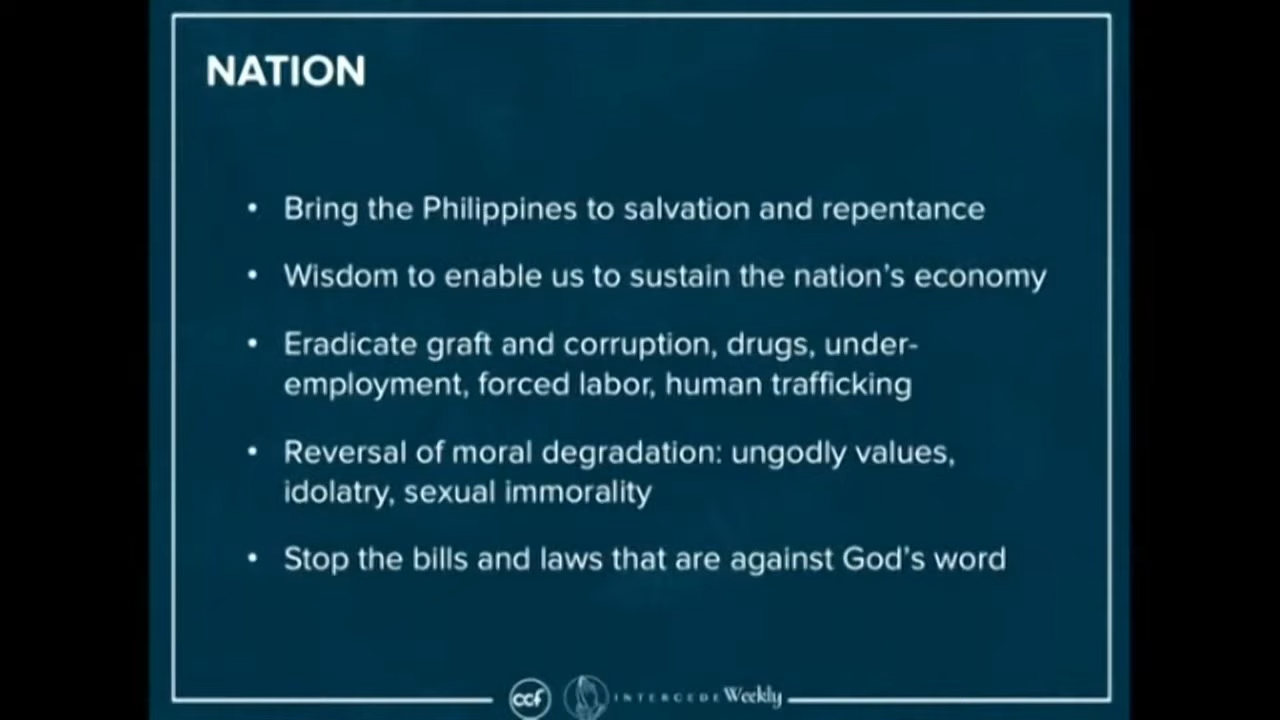 NATION
• Bring the Philippines to salvation and repentance
• Wisdom to enable us to sustain the nation's economy
• Eradicate graft and corruption, drugs, under-
employment, forced labor, human trafficking
• Reversal of moral degradation: ungodly values,
idolatry, sexual immorality
• Stop the bills and laws that are against God's word
ccf INTERCEDE Weekly